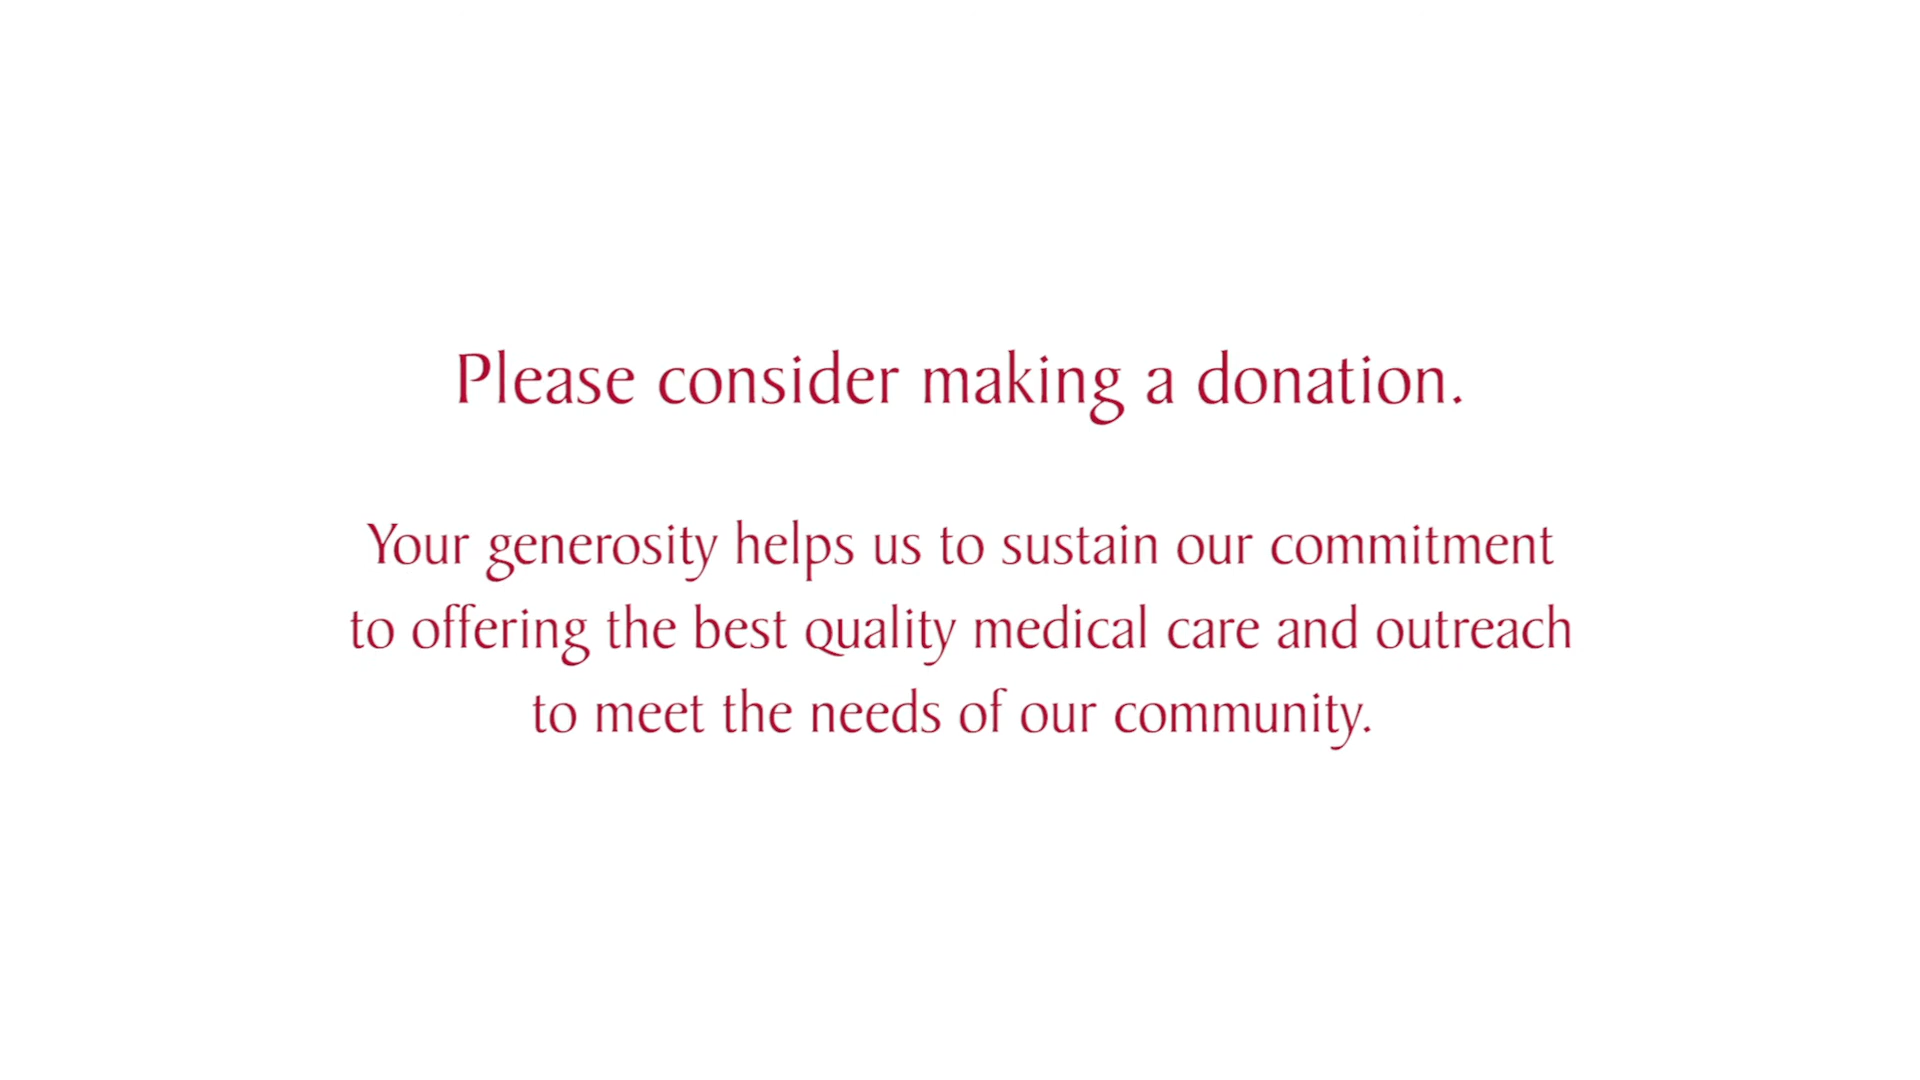 Please consider making a donation.
Your generosity helps us to sustain our commitment
to offering the best quality medical care and outreach
to meet the needs of our community.